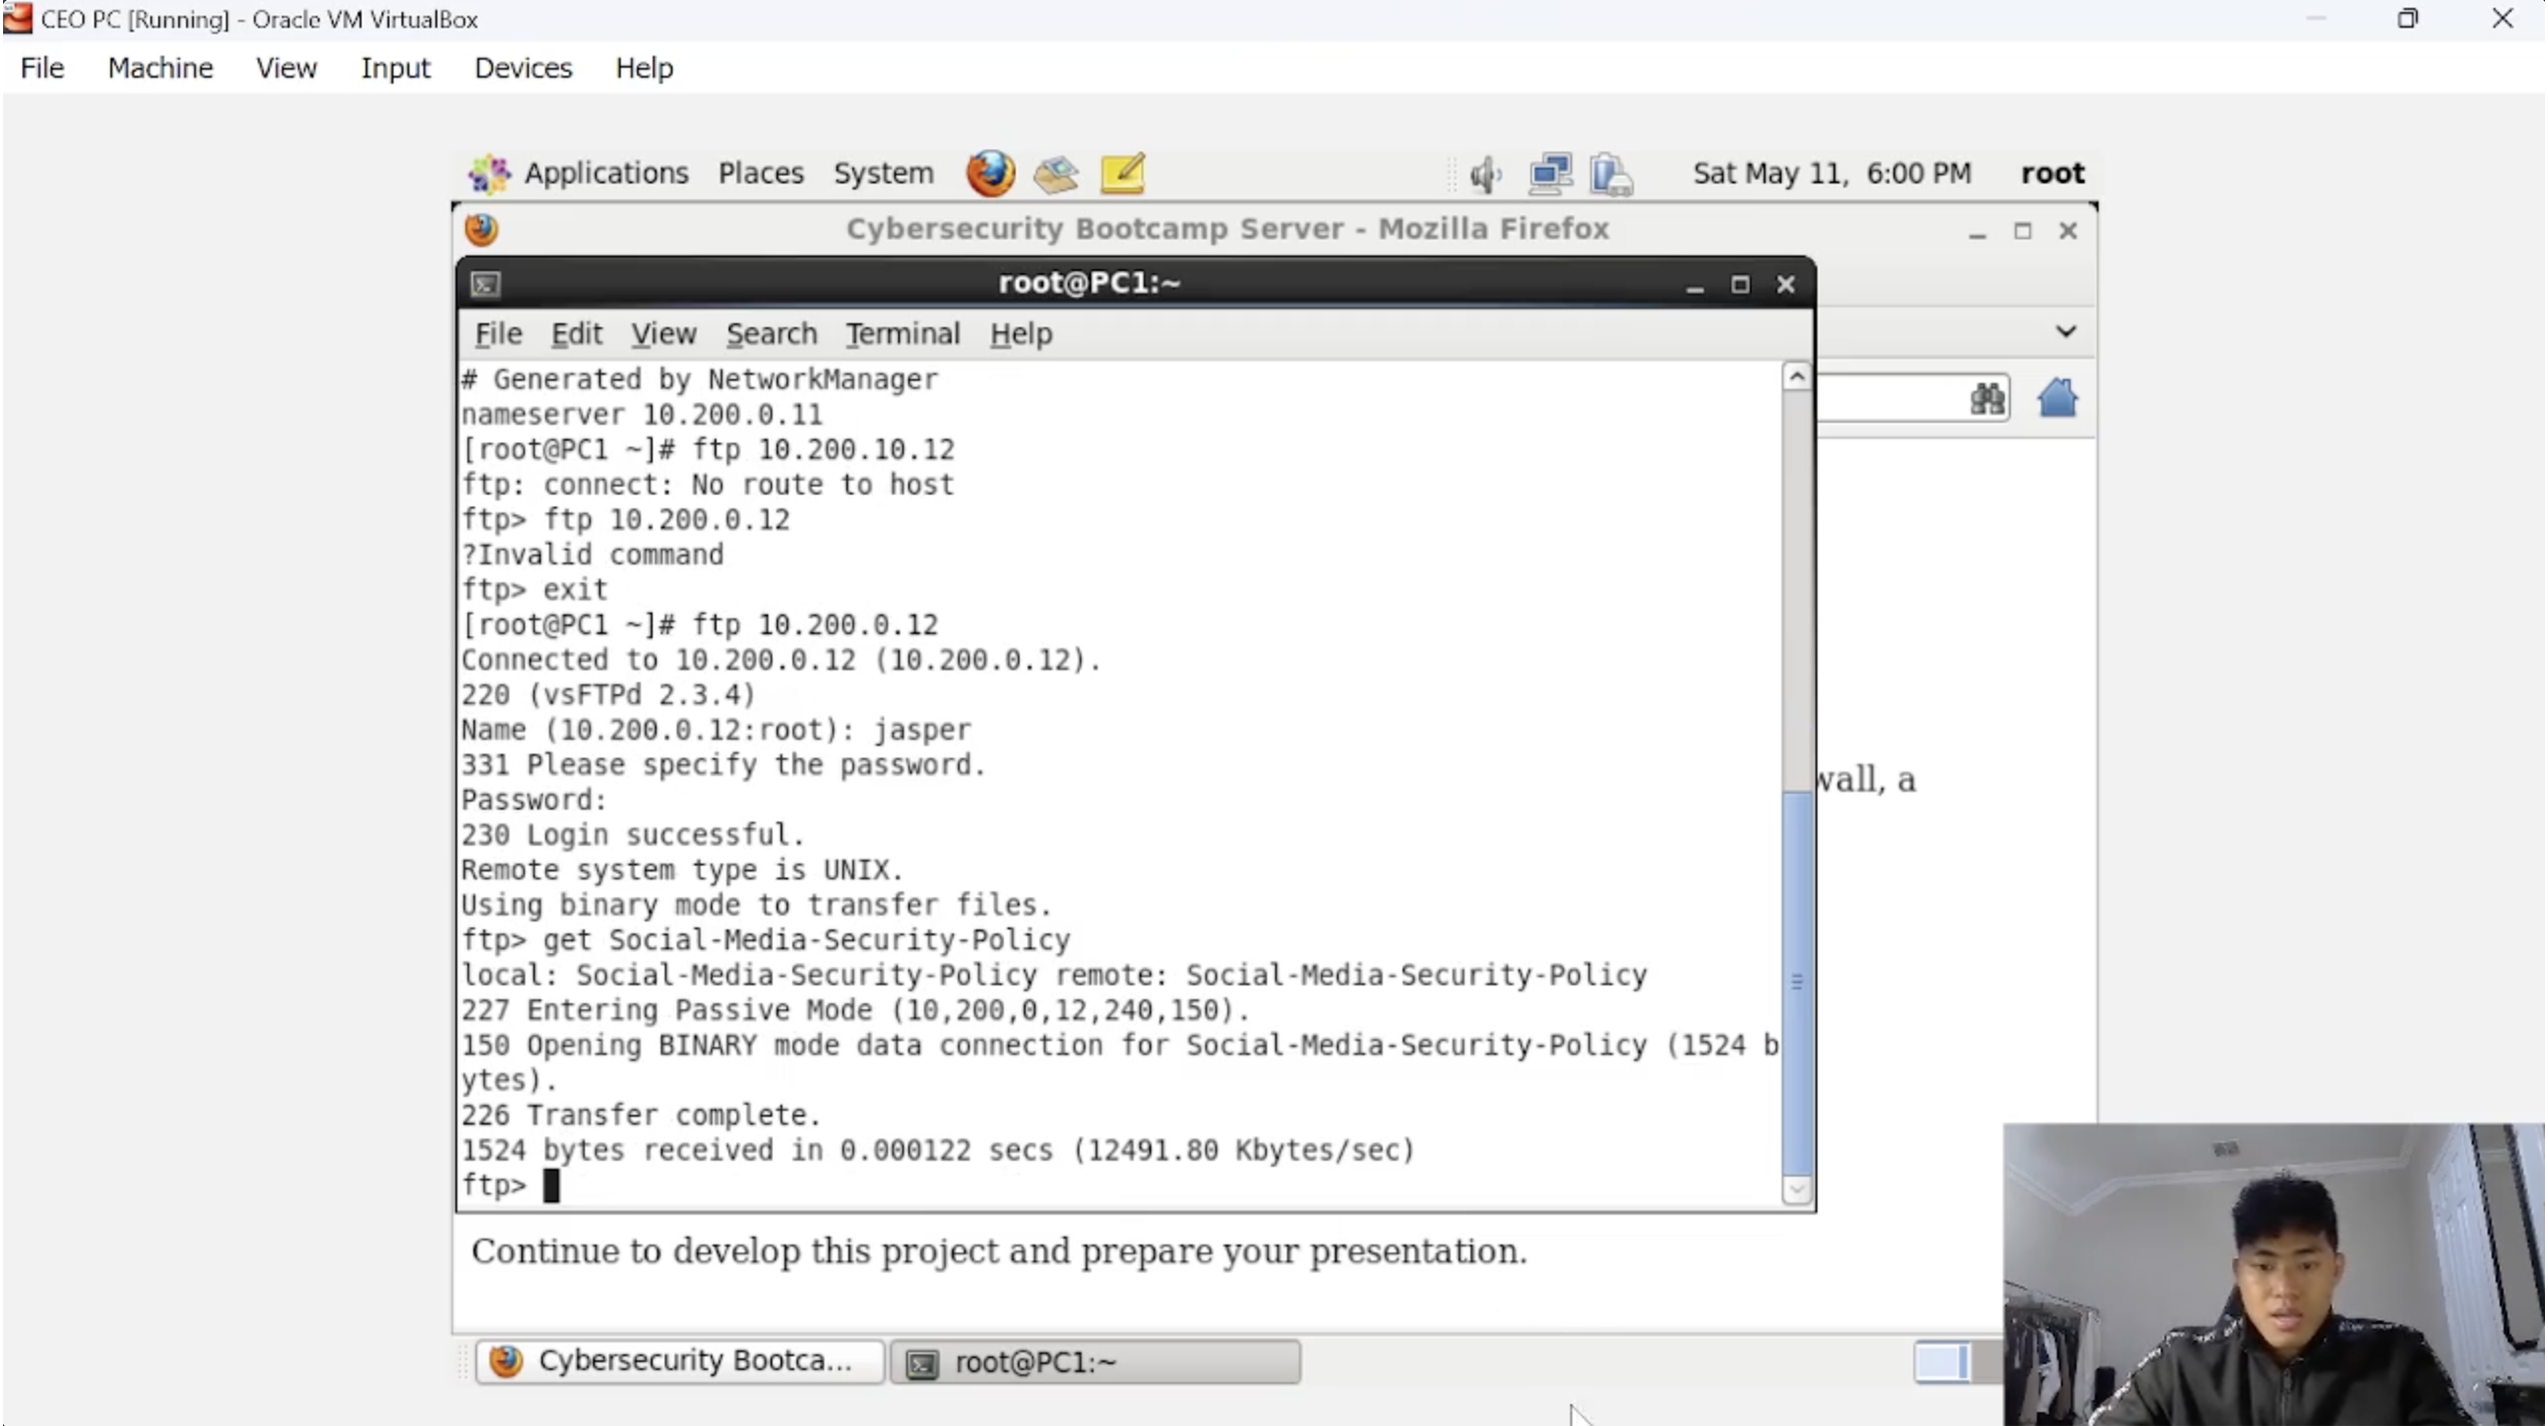 CEO PC [Running] - Oracle VM VirtualBox
File Machine View Input Devices Help
Applications Places System Sat May 11, 6:00 PM root
Cybersecurity Bootcamp Server - Mozilla Firefox
root@PC1:~
File Edit View Search Terminal Help
# Generated by NetworkManager
nameserver 10.200.0.11
[root@PC1 ~]# ftp 10.200.10.12
ftp: connect: No route to host
ftp> ftp 10.200.0.12
?Invalid command
ftp> exit
[root@PC1 ~]# ftp 10.200.0.12
Connected to 10.200.0.12 (10.200.0.12).
220 (vsFTPd 2.3.4)
Name (10.200.0.12:root): jasper
331 Please specify the password.
wall, a
Password:
230 Login successful.
Remote system type is UNIX.
Using binary mode to transfer files.
ftp> get Social-Media-Security-Policy
local: Social-Media-Security-Policy remote: Social-Media-Security-Policy
227 Entering Passive Mode (10,200,0,12,240,150).
150 Opening BINARY mode data connection for Social-Media-Security-Policy (1524 b
ytes).
226 Transfer complete.
1524 bytes received in 0.000122 secs (12491.80 Kbytes/sec)
ftp>
Continue to develop this project and prepare your presentation.
Cybersecurity Bootca... root@PC1:~